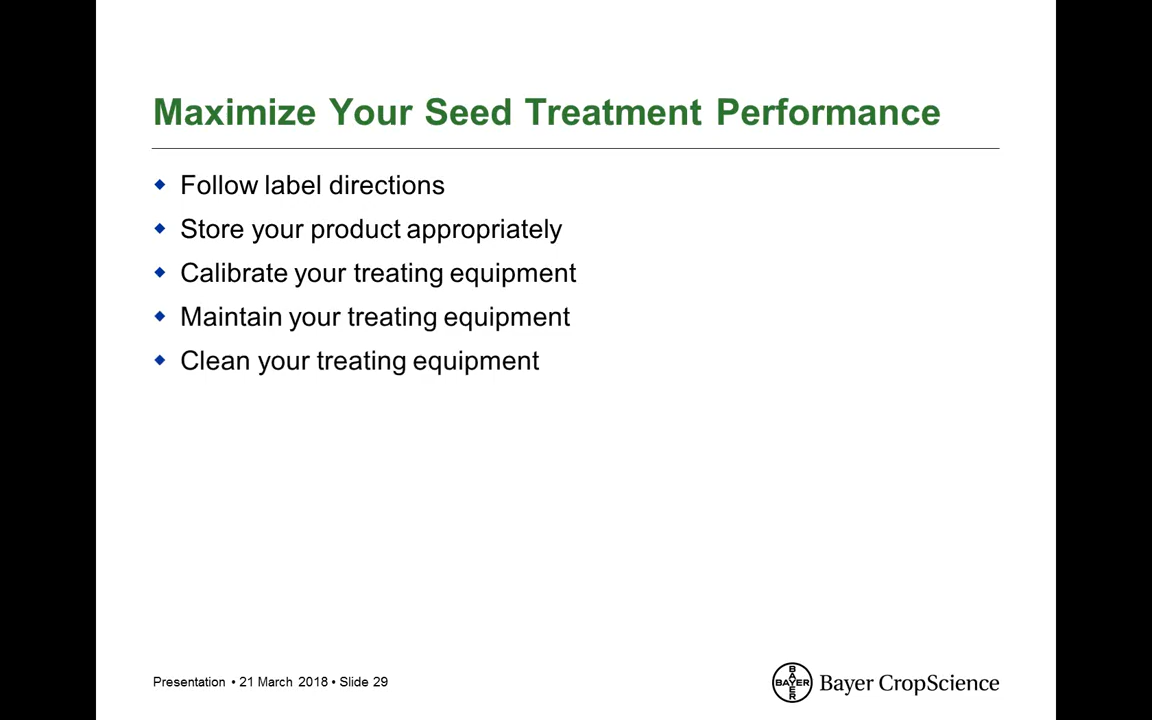 Maximize Your Seed Treatment Performance
Follow label directions
Store your product appropriately
Calibrate your treating equipment
Maintain your treating equipment
Clean your treating equipment
Presentation • 21 March 2018 • Slide 29
BAYER
BAYER
Bayer CropScience